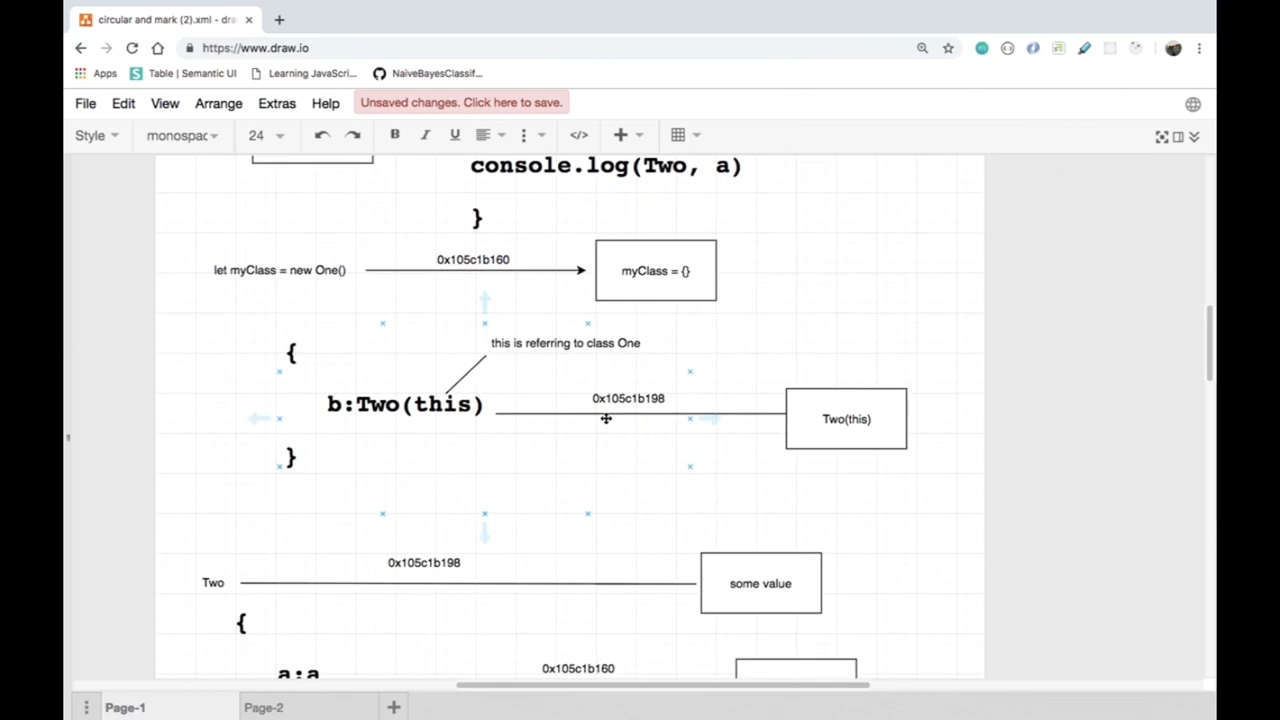 circular and mark (2).xml - dra
https://www.draw.io
Apps
Table | Semantic UI
Learning JavaScri...
NaiveBayesClassif...
File Edit View Arrange Extras Help
Unsaved changes. Click here to save.
Style monospac 24 B I U </>
console.log(Two, a)
}
let myClass = new One()
0x105c1b160
myClass = {}
{
this is referring to class One
b:Two(this)
0x105c1b198
Two(this)
}
0x105c1b198
Two
some value
{
a:a
0x105c1b160
Page-1
Page-2